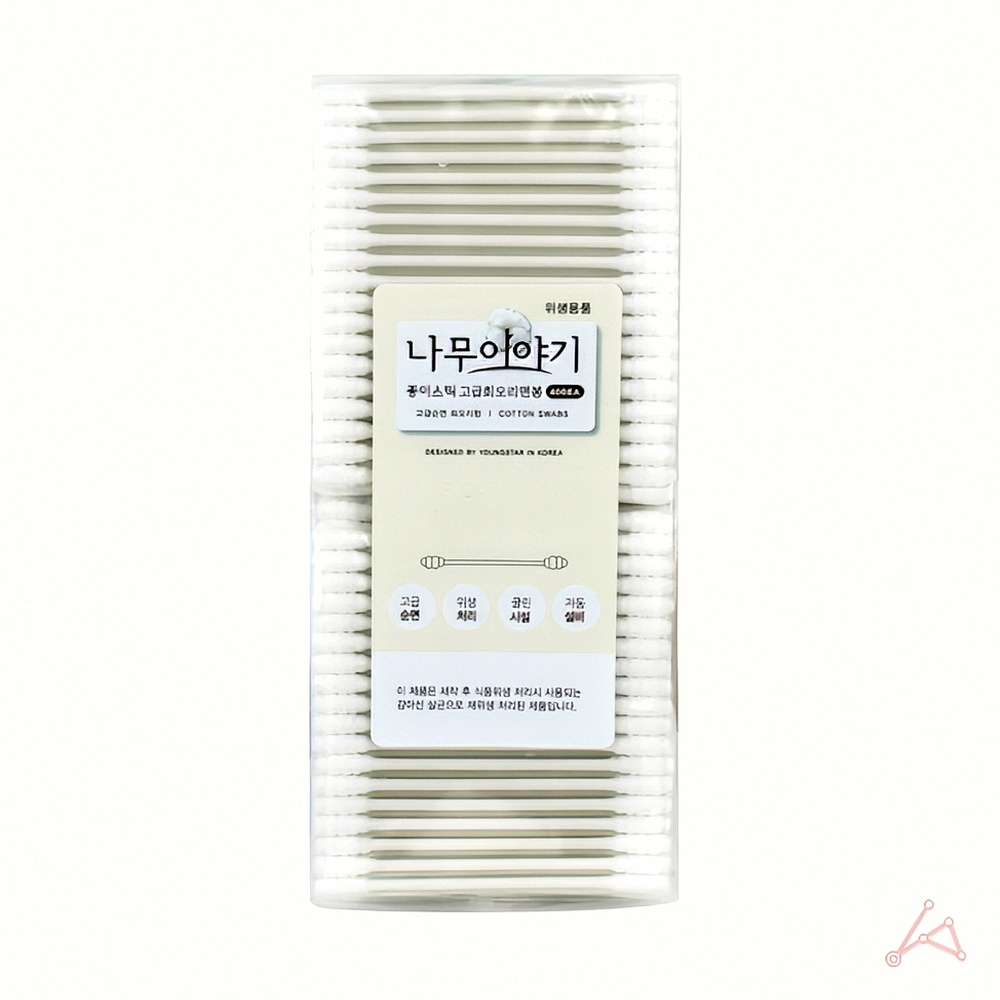 위생용품
나무이야기
종이스틱 고급회오리면봉 400EA
고급순면 회오리형 | COTTON SWABS
DESIGNED BY YOUNGSTAR IN KOREA
고급 위생 클린 자동
순면 처리 시설 설비
이 제품은 제작 후 식품위생 처리시 사용되는
감마선 살균으로 재위생 처리된 제품입니다.